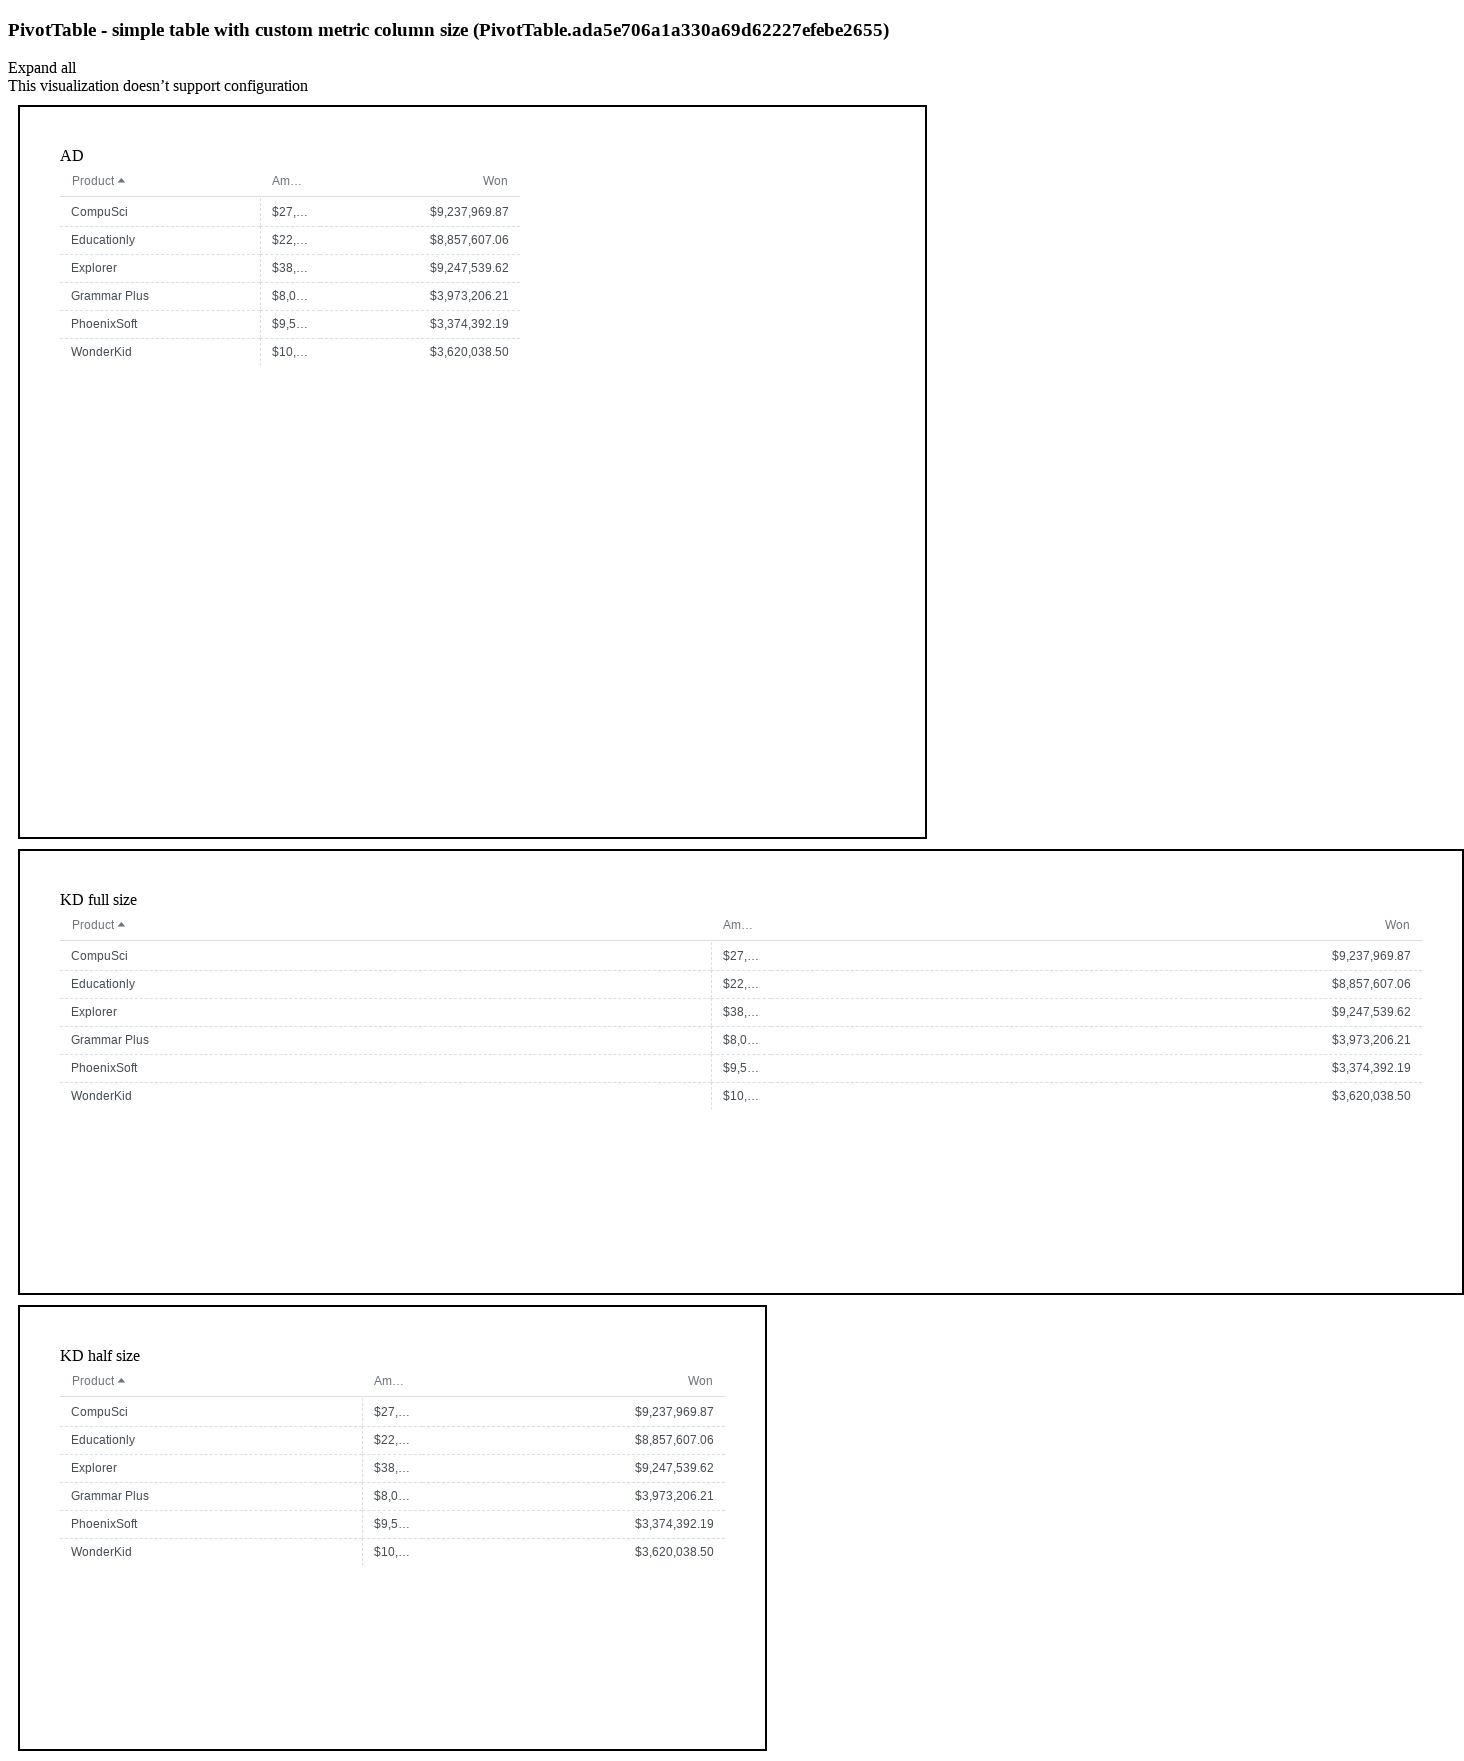 PivotTable - simple table with custom metric column size (PivotTable.ada5e706a1a330a69d62227efebe2655)
Expand all
This visualization doesn’t support configuration
AD
Product Am… Won
CompuSci $27,… $9,237,969.87
Educationly $22,… $8,857,607.06
Explorer $38,… $9,247,539.62
Grammar Plus $8,0… $3,973,206.21
PhoenixSoft $9,5… $3,374,392.19
WonderKid $10,… $3,620,038.50
KD full size
Product Am… Won
CompuSci $27,… $9,237,969.87
Educationly $22,… $8,857,607.06
Explorer $38,… $9,247,539.62
Grammar Plus $8,0… $3,973,206.21
PhoenixSoft $9,5… $3,374,392.19
WonderKid $10,… $3,620,038.50
KD half size
Product Am… Won
CompuSci $27,… $9,237,969.87
Educationly $22,… $8,857,607.06
Explorer $38,… $9,247,539.62
Grammar Plus $8,0… $3,973,206.21
PhoenixSoft $9,5… $3,374,392.19
WonderKid $10,… $3,620,038.50